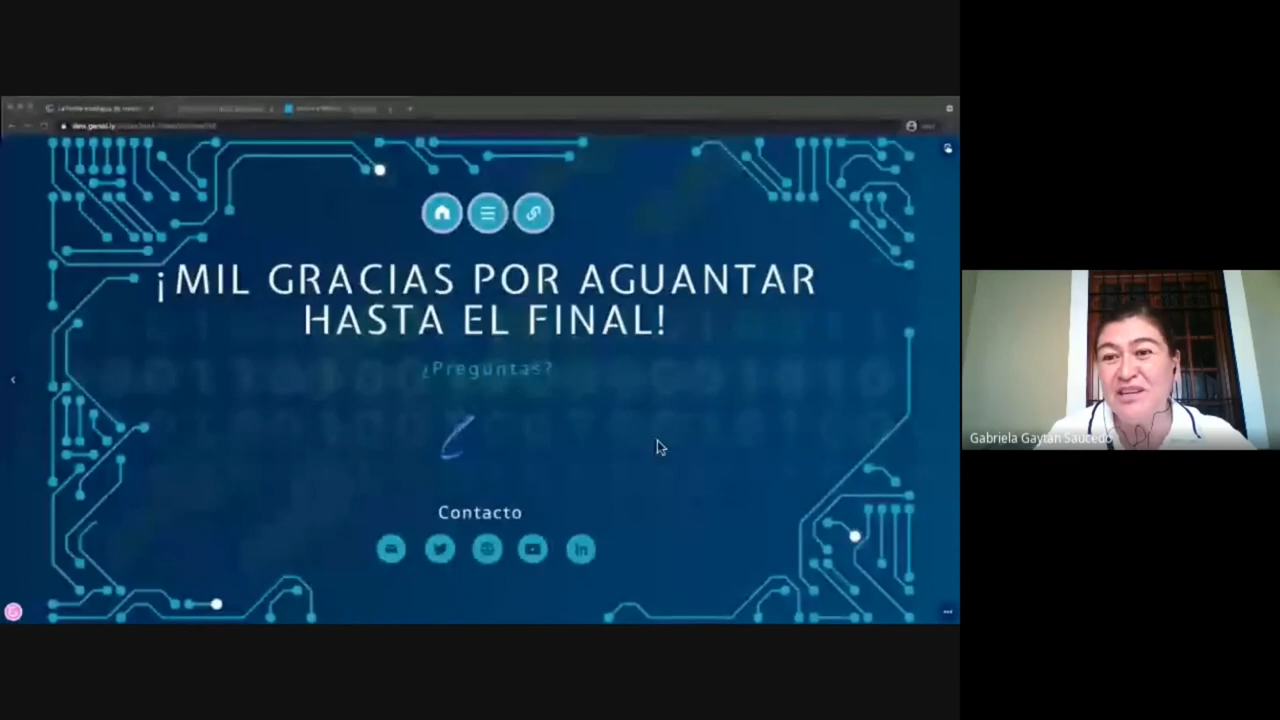 ¡MIL GRACIAS POR AGUANTAR
HASTA EL FINAL!
¿Preguntas?
Contacto
Gabriela Gaytan Saucedo